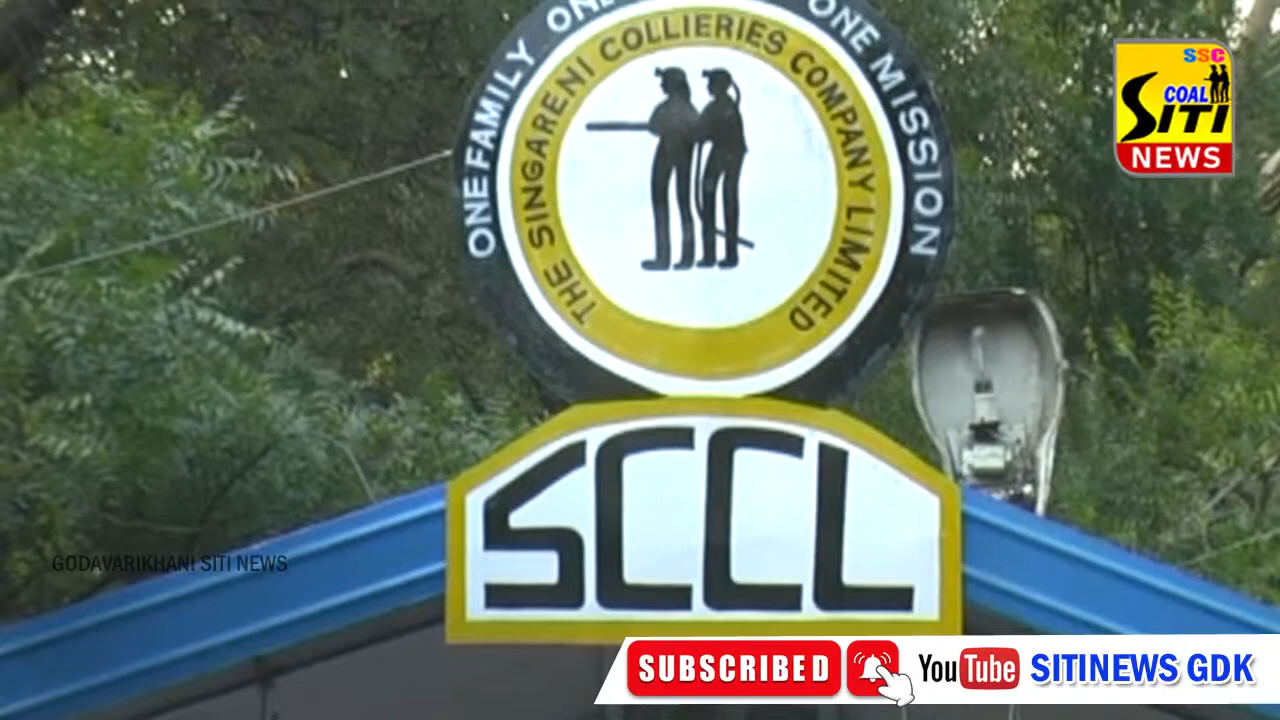 ONE FAMILY ONE MISSION
THE SINGARENI COLLIERIES COMPANY LIMITED
SCCL
SSC
COAL
SITI
NEWS
GODAVARIKHANI SITI NEWS
SUBSCRIBED
YouTube SITINEWS GDK